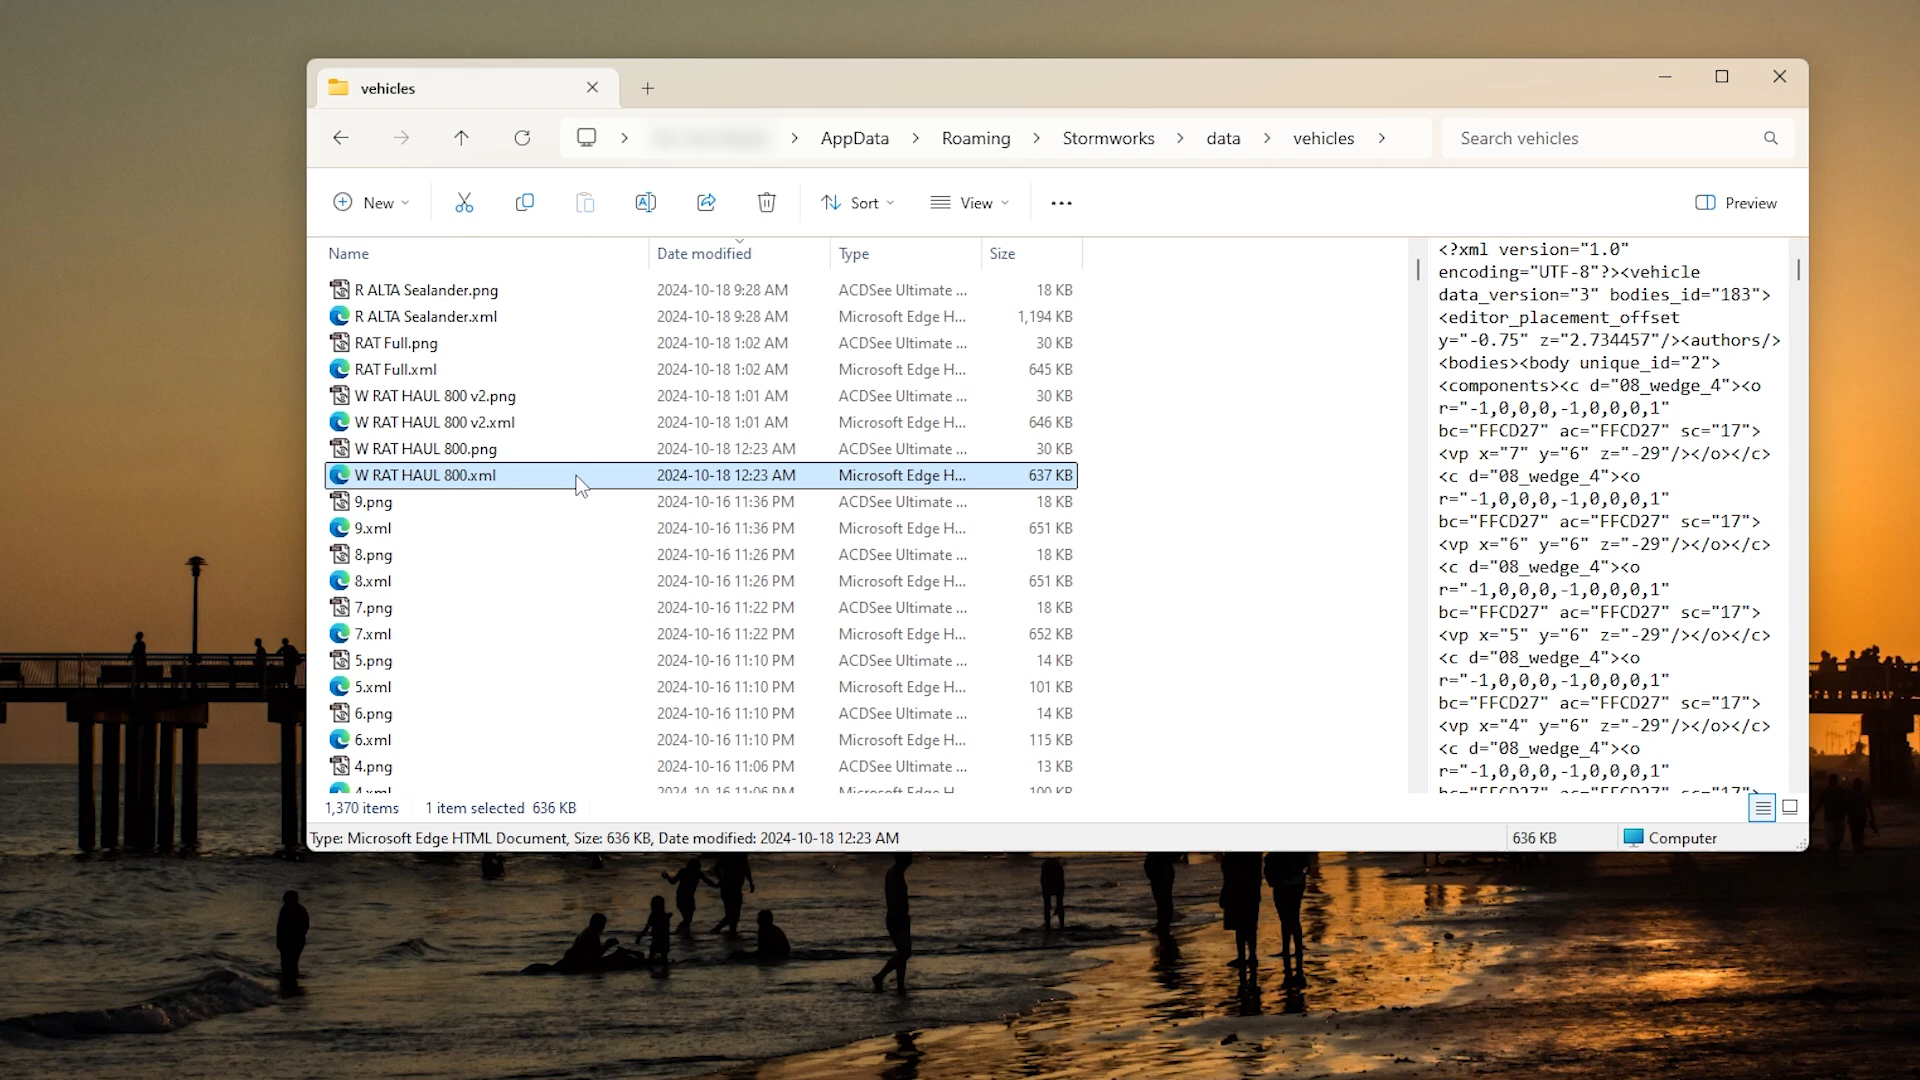 vehicles
AppData > Roaming > Stormworks > data > vehicles >
Search vehicles
New
Sort
View
Preview
Name Date modified Type Size
R ALTA Sealander.png 2024-10-18 9:28 AM ACDSee Ultimate ... 18 KB
R ALTA Sealander.xml 2024-10-18 9:28 AM Microsoft Edge H... 1,194 KB
RAT Full.png 2024-10-18 1:02 AM ACDSee Ultimate ... 30 KB
RAT Full.xml 2024-10-18 1:02 AM Microsoft Edge H... 645 KB
W RAT HAUL 800 v2.png 2024-10-18 1:01 AM ACDSee Ultimate ... 30 KB
W RAT HAUL 800 v2.xml 2024-10-18 1:01 AM Microsoft Edge H... 646 KB
W RAT HAUL 800.png 2024-10-18 12:23 AM ACDSee Ultimate ... 30 KB
W RAT HAUL 800.xml 2024-10-18 12:23 AM Microsoft Edge H... 637 KB
9.png 2024-10-16 11:36 PM ACDSee Ultimate ... 18 KB
9.xml 2024-10-16 11:36 PM Microsoft Edge H... 651 KB
8.png 2024-10-16 11:26 PM ACDSee Ultimate ... 18 KB
8.xml 2024-10-16 11:26 PM Microsoft Edge H... 651 KB
7.png 2024-10-16 11:22 PM ACDSee Ultimate ... 18 KB
7.xml 2024-10-16 11:22 PM Microsoft Edge H... 652 KB
5.png 2024-10-16 11:10 PM ACDSee Ultimate ... 14 KB
5.xml 2024-10-16 11:10 PM Microsoft Edge H... 101 KB
6.png 2024-10-16 11:10 PM ACDSee Ultimate ... 14 KB
6.xml 2024-10-16 11:10 PM Microsoft Edge H... 115 KB
4.png 2024-10-16 11:06 PM ACDSee Ultimate ... 13 KB
4.xml 2024-10-16 11:06 PM Microsoft Edge H... 100 KB
<?xml version="1.0"
encoding="UTF-8"?><vehicle
data_version="3" bodies_id="183">
<editor_placement_offset
y="-0.75" z="2.734457"/><authors/>
<bodies><body unique_id="2">
<components><c d="08_wedge_4"><o
r="-1,0,0,0,-1,0,0,0,1"
bc="FFCD27" ac="FFCD27" sc="17">
<vp x="7" y="6" z="-29"/></o></c>
<c d="08_wedge_4"><o
r="-1,0,0,0,-1,0,0,0,1"
bc="FFCD27" ac="FFCD27" sc="17">
<vp x="6" y="6" z="-29"/></o></c>
<c d="08_wedge_4"><o
r="-1,0,0,0,-1,0,0,0,1"
bc="FFCD27" ac="FFCD27" sc="17">
<vp x="5" y="6" z="-29"/></o></c>
<c d="08_wedge_4"><o
r="-1,0,0,0,-1,0,0,0,1"
bc="FFCD27" ac="FFCD27" sc="17">
<vp x="4" y="6" z="-29"/></o></c>
<c d="08_wedge_4"><o
r="-1,0,0,0,-1,0,0,0,1"
bc="FFCD27" ac="FFCD27" sc="17">
1,370 items 1 item selected 636 KB
Type: Microsoft Edge HTML Document, Size: 636 KB, Date modified: 2024-10-18 12:23 AM 636 KB Computer